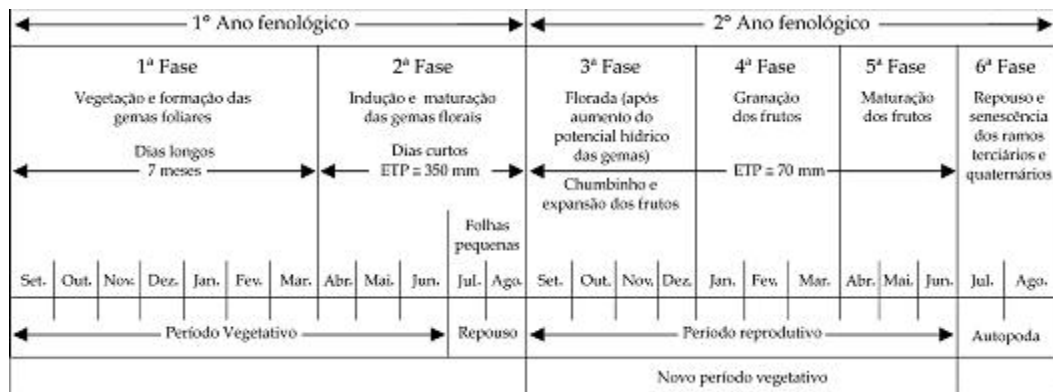 1º Ano fenológico
2º Ano fenológico
1ª Fase
Vegetação e formação das
gemas foliares
Dias longos
7 meses
2ª Fase
Indução e maturação
das gemas florais
Dias curtos
ETP ≅ 350 mm
Folhas
pequenas
3ª Fase
Florada (após
aumento do
potencial hídrico
das gemas)
Chumbinho e
expansão dos frutos
4ª Fase
Granação
dos frutos
ETP ≅ 70 mm
5ª Fase
Maturação
dos frutos
6ª Fase
Repouso e
senescência
dos ramos
terciários e
quaternários
Set. Out. Nov. Dez. Jan. Fev. Mar. Abr. Mai. Jun. Jul. Ago. Set. Out. Nov. Dez. Jan. Fev. Mar. Abr. Mai. Jun. Jul. Ago.
Período Vegetativo Repouso Período reprodutivo Autopoda
Novo período vegetativo